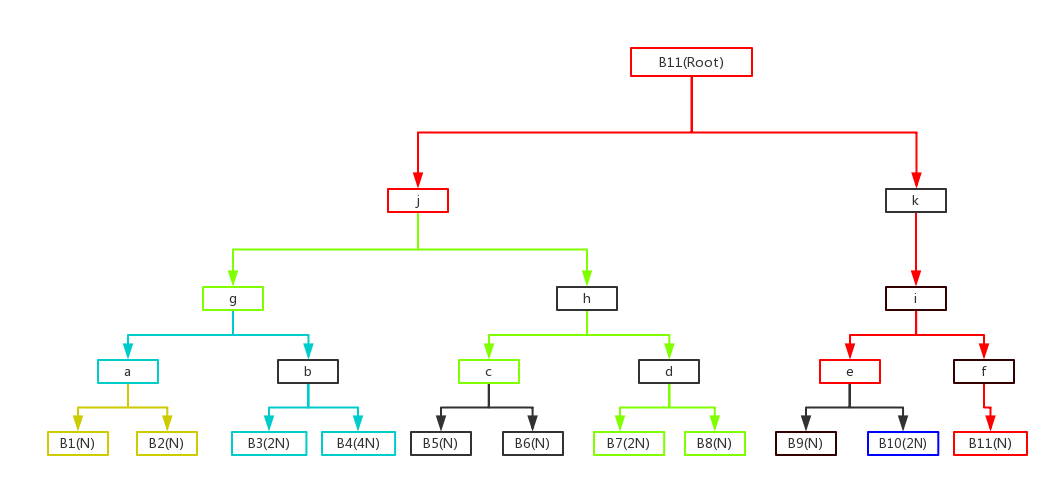 B11(Root)
j
k
g
h
i
a
b
c
d
e
f
B1(N)
B2(N)
B3(2N)
B4(4N)
B5(N)
B6(N)
B7(2N)
B8(N)
B9(N)
B10(2N)
B11(N)